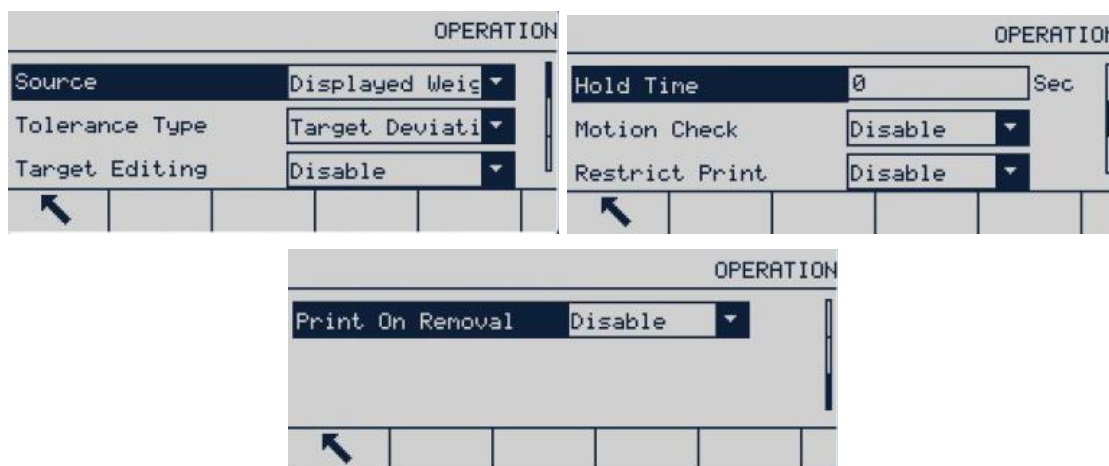 OPERATION
Source Displayed Weig
Tolerance Type Target Deviati
Target Editing Disable
OPERATION
Hold Time 0 Sec
Motion Check Disable
Restrict Print Disable
OPERATION
Print On Removal Disable